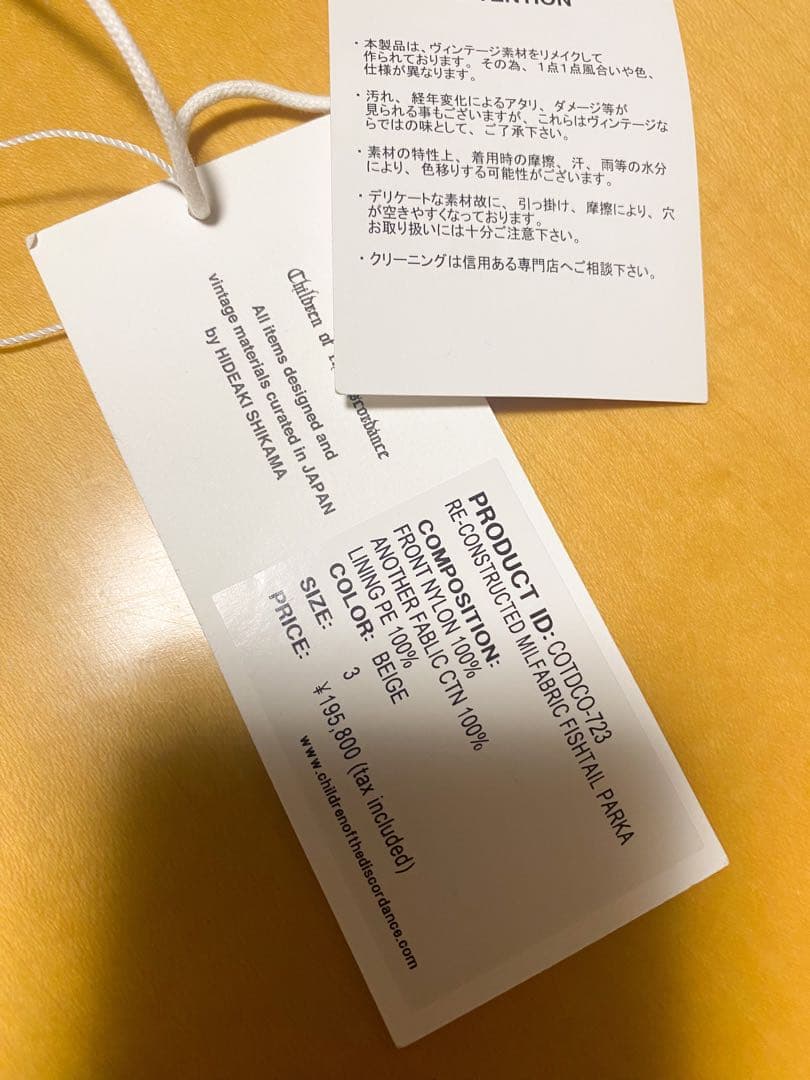 ・本製品は、ヴィンテージ素材をリメイクして
作られております。その為、1点1点風合いや色、
仕様が異なります。
・汚れ、経年変化によるアタリ、ダメージ等が
見られる事もございますが、これらはヴィンテージな
らではの味として、ご了承下さい。
・素材の特性上、着用時の摩擦、汗、雨等の水分
により、色移りする可能性がございます。
・デリケートな素材故に、引っ掛け、摩擦により、穴
が空きやすくなっております。
お取り扱いには十分ご注意下さい。
・クリーニングは信用ある専門店へご相談下さい。
Children of
scordance
All items designed and
vintage materials curated in JAPAN
by HIDEAKI SHIKAMA
PRODUCT ID: COTDCO-723
RE-CONSTRUCTED MILFABRIC FISHTAIL PARKA
COMPOSITION:
FRONT NYLON 100%
ANOTHER FABLIC CTN 100%
LINING PE 100%
COLOR: BEIGE
SIZE: 3
PRICE: ¥195,800 (tax included)
www.childrenofthediscordance.com